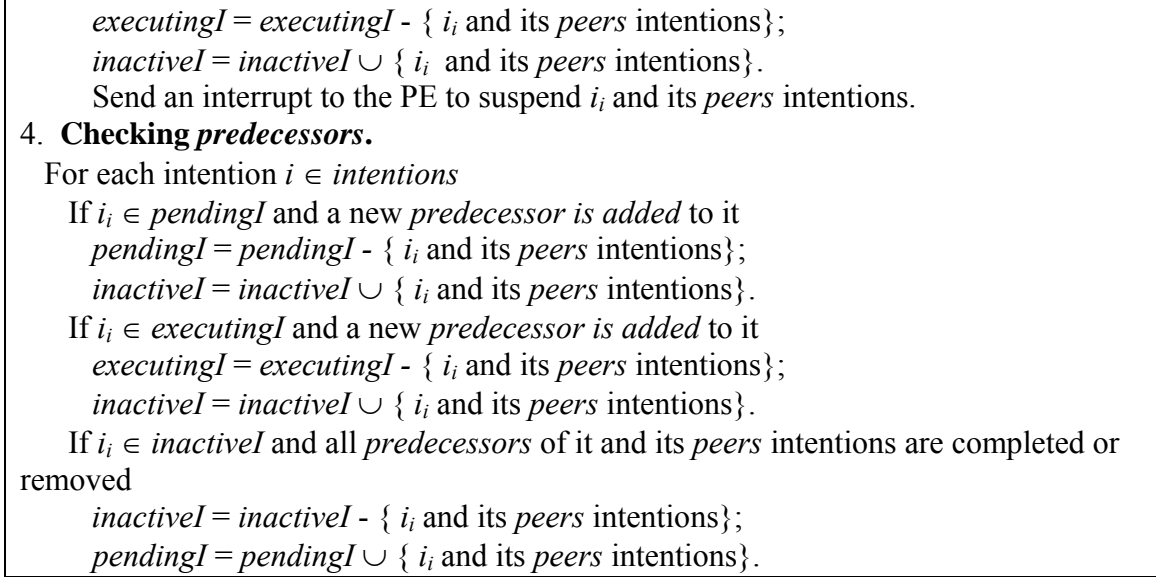 executingI = executingI - { iᵢ and its peers intentions};
inactiveI = inactiveI ∪ { iᵢ and its peers intentions}.
Send an interrupt to the PE to suspend iᵢ and its peers intentions.
4. Checking predecessors.
For each intention i ∈ intentions
If iᵢ ∈ pendingI and a new predecessor is added to it
pendingI = pendingI - { iᵢ and its peers intentions};
inactiveI = inactiveI ∪ { iᵢ and its peers intentions}.
If iᵢ ∈ executingI and a new predecessor is added to it
executingI = executingI - { iᵢ and its peers intentions};
inactiveI = inactiveI ∪ { iᵢ and its peers intentions}.
If iᵢ ∈ inactiveI and all predecessors of it and its peers intentions are completed or
removed
inactiveI = inactiveI - { iᵢ and its peers intentions};
pendingI = pendingI ∪ { iᵢ and its peers intentions}.